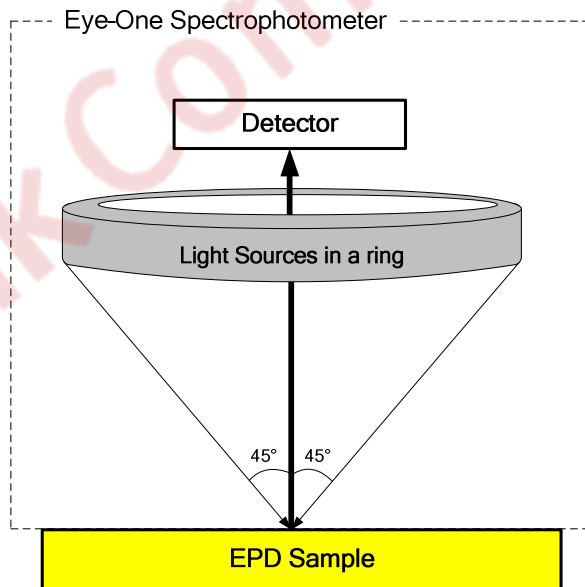 Eye-One Spectrophotometer
Detector
Light Sources in a ring
45° 45°
EPD Sample